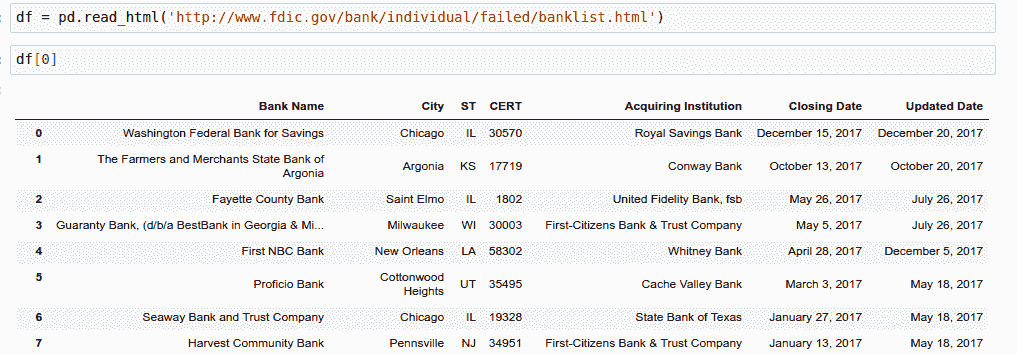 df = pd.read_html('http://www.fdic.gov/bank/individual/failed/banklist.html')
df[0]
Bank Name City ST CERT Acquiring Institution Closing Date Updated Date
0 Washington Federal Bank for Savings Chicago IL 30570 Royal Savings Bank December 15, 2017 December 20, 2017
1 The Farmers and Merchants State Bank of
Argonia Argonia KS 17719 Conway Bank October 13, 2017 October 20, 2017
2 Fayette County Bank Saint Elmo IL 1802 United Fidelity Bank, fsb May 26, 2017 July 26, 2017
3 Guaranty Bank, (d/b/a BestBank in Georgia & Mi... Milwaukee WI 30003 First-Citizens Bank & Trust Company May 5, 2017 July 26, 2017
4 First NBC Bank New Orleans LA 58302 Whitney Bank April 28, 2017 December 5, 2017
5 Proficio Bank Cottonwood
Heights UT 35495 Cache Valley Bank March 3, 2017 May 18, 2017
6 Seaway Bank and Trust Company Chicago IL 19328 State Bank of Texas January 27, 2017 May 18, 2017
7 Harvest Community Bank Pennsville NJ 34951 First-Citizens Bank & Trust Company January 13, 2017 May 18, 2017